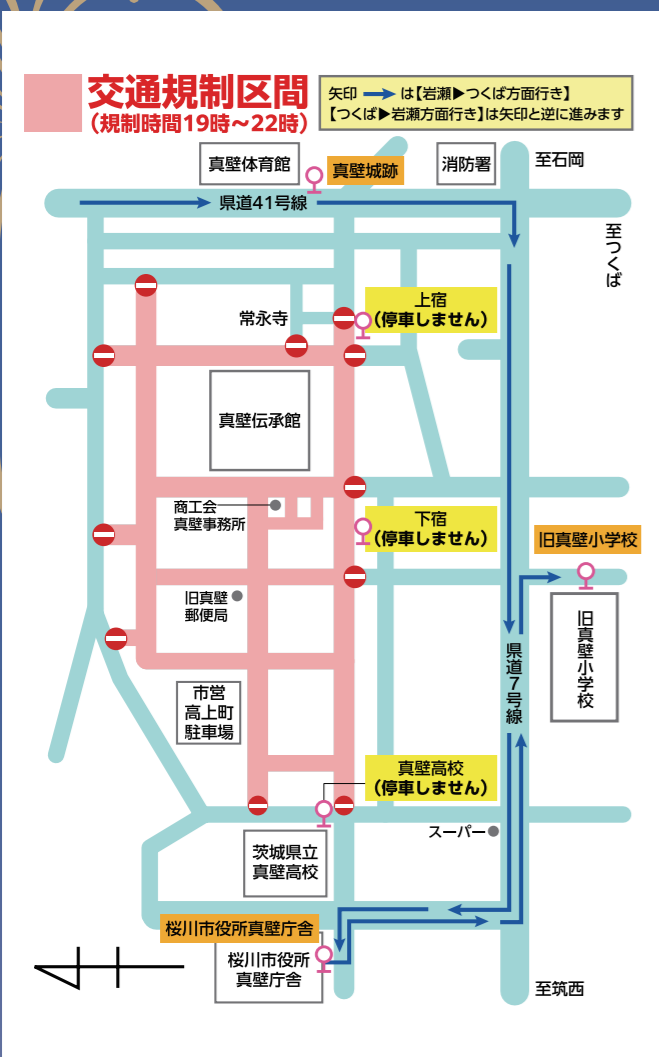 交通規制区間
(規制時間19時〜22時)
矢印 は【岩瀬▶つくば方面行き】
【つくば▶岩瀬方面行き】は矢印と逆に進みます
真壁体育館
真壁城跡
消防署
至石岡
県道41号線
至つくば
上宿
(停車しません)
常永寺
真壁伝承館
商工会
真壁事務所
下宿
(停車しません)
旧真壁小学校
旧真壁
郵便局
旧真壁小学校
県道7号線
市営
高上町
駐車場
真壁高校
(停車しません)
スーパー
茨城県立
真壁高校
桜川市役所真壁庁舎
桜川市役所
真壁庁舎
至筑西